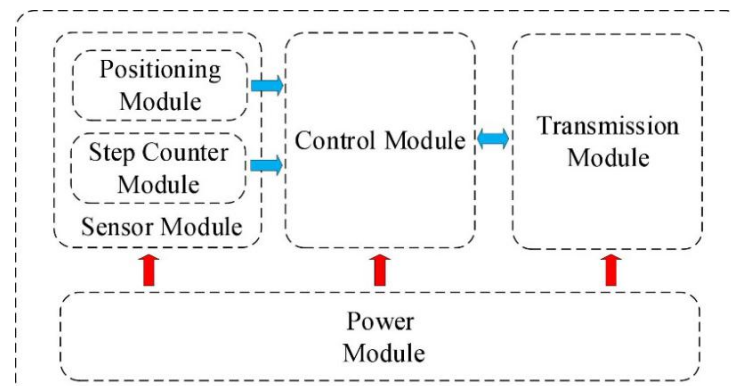 Positioning
Module
Step Counter
Module
Sensor Module
Control Module
Transmission
Module
Power
Module